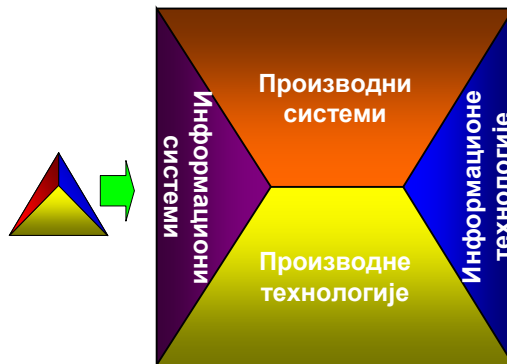 Производни
системи
Информациони
системи
Информационе
технологије
Производне
технологије